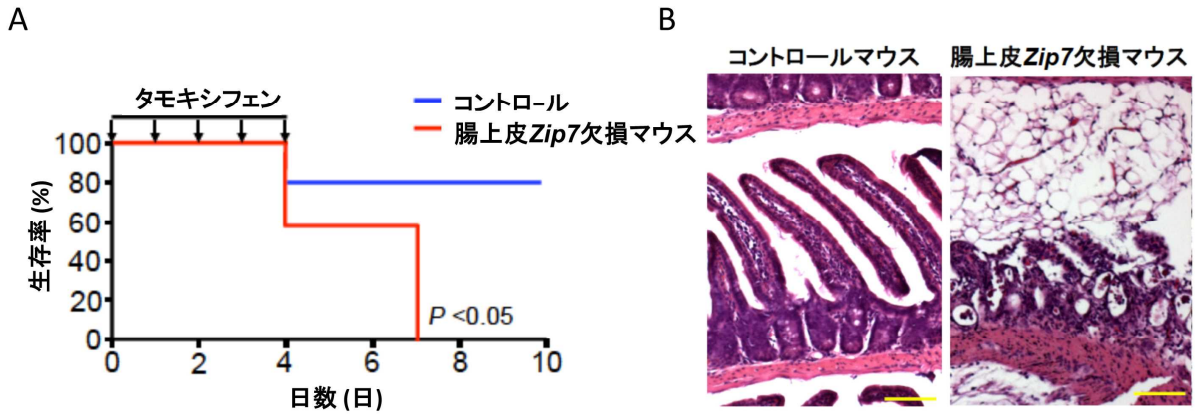 A
タモキシフェン
コントロール
腸上皮Zip7欠損マウス
生存率 (%)
100
80
60
40
20
0
P <0.05
0 2 4 6 8 10
日数 (日)
B
コントロールマウス
腸上皮Zip7欠損マウス